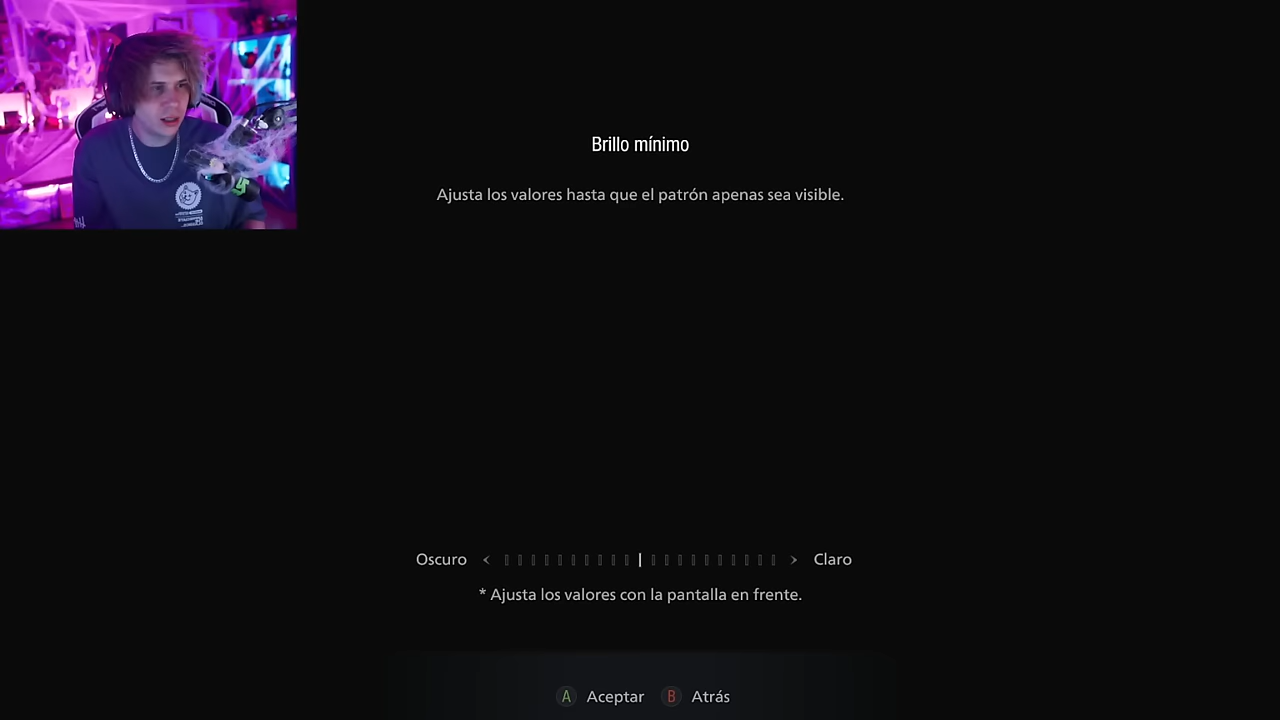 Brillo mínimo
Ajusta los valores hasta que el patrón apenas sea visible.
Oscuro
Claro
* Ajusta los valores con la pantalla en frente.
A Aceptar B Atrás